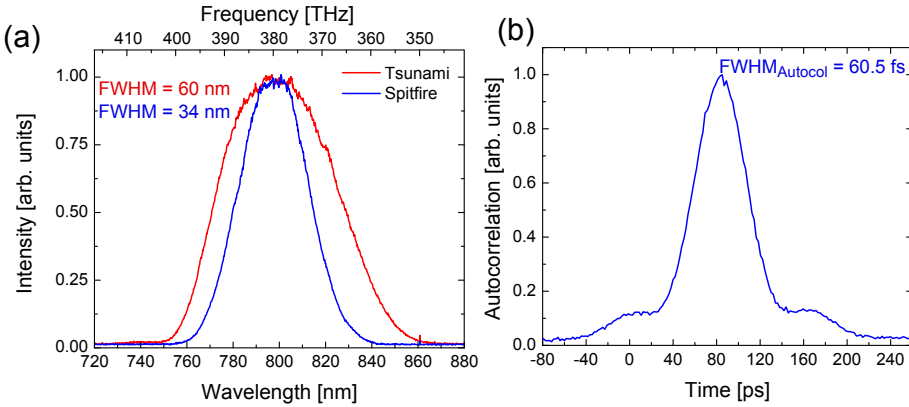 (a)
Frequency [THz]
410 400 390 380 370 360 350
FWHM = 60 nm
FWHM = 34 nm
Tsunami
Spitfire
Intensity [arb. units]
1.00
0.75
0.50
0.25
0.00
720 740 760 780 800 820 840 860 880
Wavelength [nm]
(b)
FWHM_Autocol = 60.5 fs
Autocorrelation [arb. units]
1.0
0.8
0.6
0.4
0.2
0.0
-80 -40 0 40 80 120 160 200 240
Time [ps]